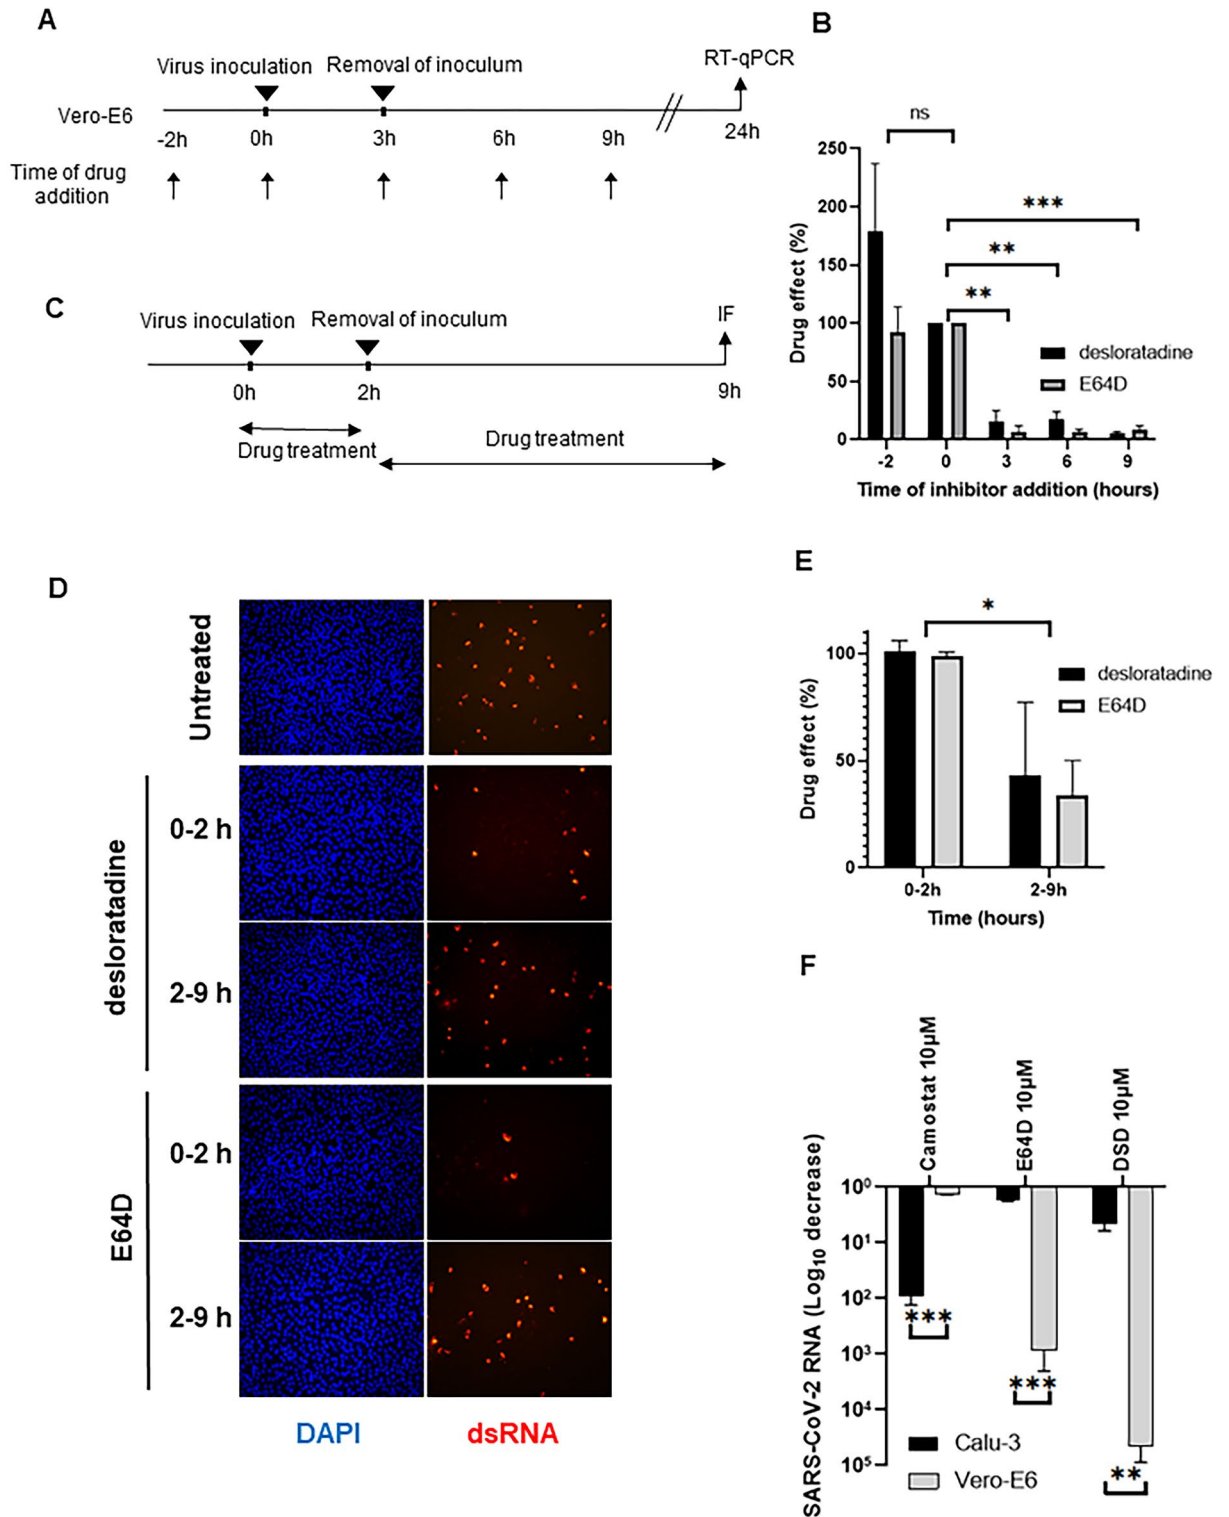 A
Virus inoculation
Removal of inoculum
RT-qPCR
Vero-E6
-2h
0h
3h
6h
9h
24h
Time of drug
addition
B
ns
***
**
**
Drug effect (%)
250
200
150
100
50
0
desloratadine
E64D
-2
0
3
6
9
Time of inhibitor addition (hours)
C
Virus inoculation
Removal of inoculum
IF
0h
2h
9h
Drug treatment
Drug treatment
D
Untreated
desloratadine
0-2 h
2-9 h
E64D
0-2 h
2-9 h
DAPI
dsRNA
E
*
Drug effect (%)
100
50
0
desloratadine
E64D
0-2h
2-9h
Time (hours)
F
Camostat 10µM
E64D 10µM
DSD 10µM
SARS-CoV-2 RNA (Log₁₀ decrease)
10⁰
10¹
10²
10³
10⁴
10⁵
***
***
**
Calu-3
Vero-E6